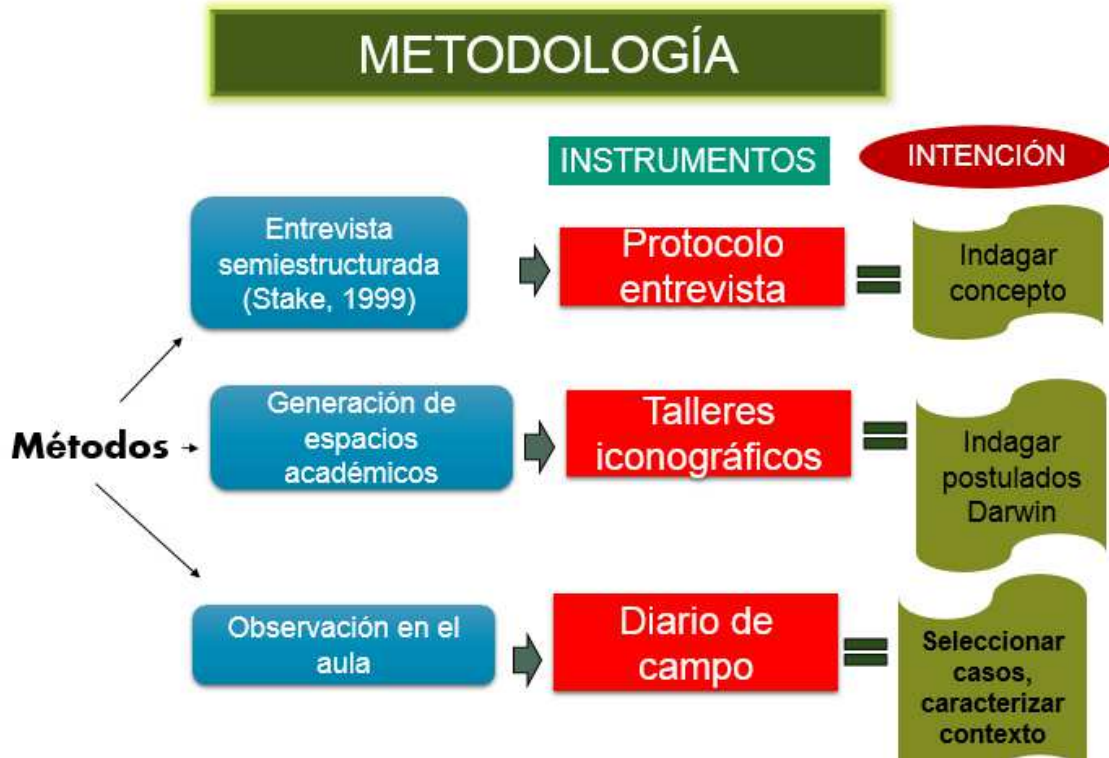 METODOLOGÍA
INSTRUMENTOS
INTENCIÓN
Entrevista
semiestructurada
(Stake, 1999)
Protocolo
entrevista
Indagar
concepto
Métodos
Generación de
espacios
académicos
Talleres
iconográficos
Indagar
postulados
Darwin
Observación en el
aula
Diario de
campo
Seleccionar
casos,
caracterizar
contexto